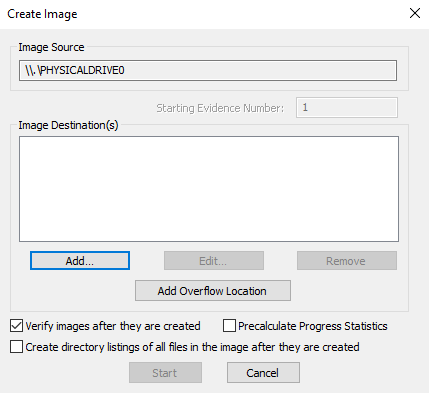 Create Image
Image Source
\\.\PHYSICALDRIVE0
Starting Evidence Number: 1
Image Destination(s)
Add... Edit... Remove
Add Overflow Location
Verify images after they are created Precalculate Progress Statistics
Create directory listings of all files in the image after they are created
Start Cancel